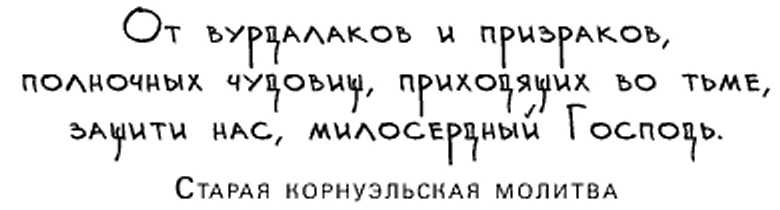 От вурдалаков и призраков,
полночных чудовищ, приходящих во тьме,
защити нас, милосердный Господь.
Старая корнуэльская молитва